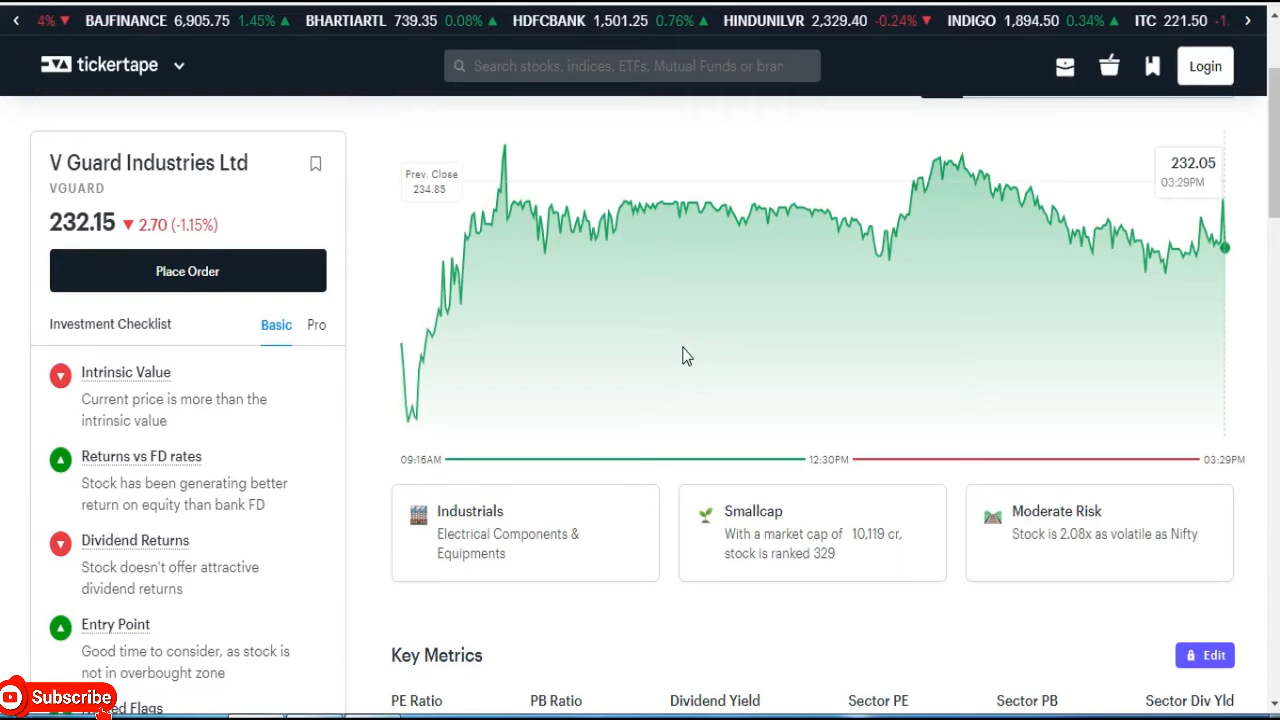 4% ▼ BAJFINANCE 6,905.75 1.45% ▲ BHARTIARTL 739.35 0.08% ▲ HDFCBANK 1,501.25 0.76% ▲ HINDUNILVR 2,329.40 -0.24% ▼ INDIGO 1,894.50 0.34% ▲ ITC 221.50 -1.
tickertape
Search stocks, indices, ETFs, Mutual Funds or bran
Login
V Guard Industries Ltd
VGUARD
232.15 ▼ 2.70 (-1.15%)
Place Order
Investment Checklist Basic Pro
Intrinsic Value
Current price is more than the
intrinsic value
Returns vs FD rates
Stock has been generating better
return on equity than bank FD
Dividend Returns
Stock doesn't offer attractive
dividend returns
Entry Point
Good time to consider, as stock is
not in overbought zone
Flags
Subscribe
Prev. Close
234.85
232.05
03:29PM
09:16AM 12:30PM 03:29PM
Industrials
Electrical Components &
Equipments
Smallcap
With a market cap of 10,119 cr,
stock is ranked 329
Moderate Risk
Stock is 2.08x as volatile as Nifty
Key Metrics
Edit
PE Ratio PB Ratio Dividend Yield Sector PE Sector PB Sector Div Yld